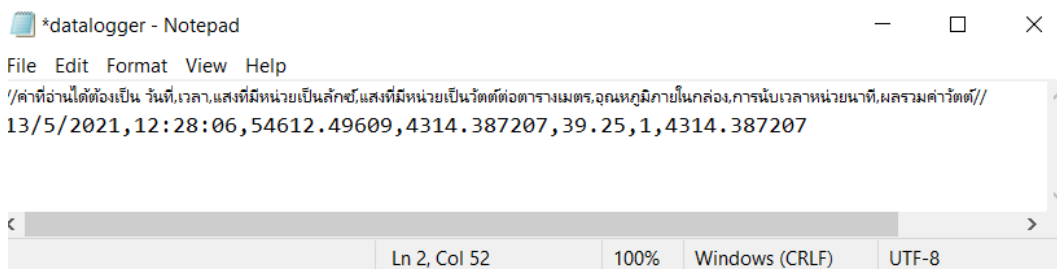 *datalogger - Notepad
File Edit Format View Help
//ค่าที่อ่านได้ต้องเป็น วันที่,เวลา,แสงที่มีหน่วยเป็นลักซ์,แสงที่มีหน่วยเป็นวัตต์ต่อตารางเมตร,อุณหภูมิภายในกล่อง,การนับเวลาหน่วยนาที,ผลรวมค่าวัตต์//
13/5/2021,12:28:06,54612.49609,4314.387207,39.25,1,4314.387207
Ln 2, Col 52 100% Windows (CRLF) UTF-8